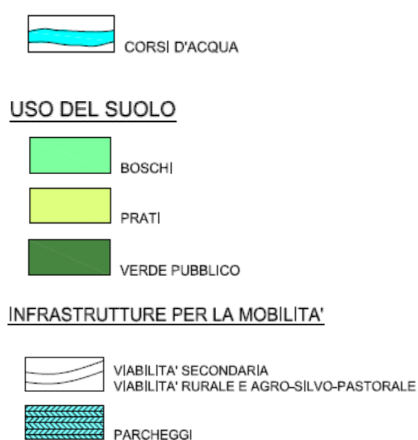 CORSI D'ACQUA
USO DEL SUOLO
BOSCHI
PRATI
VERDE PUBBLICO
INFRASTRUTTURE PER LA MOBILITA'
VIABILITA' SECONDARIA
VIABILITA' RURALE E AGRO-SILVO-PASTORALE
PARCHEGGI